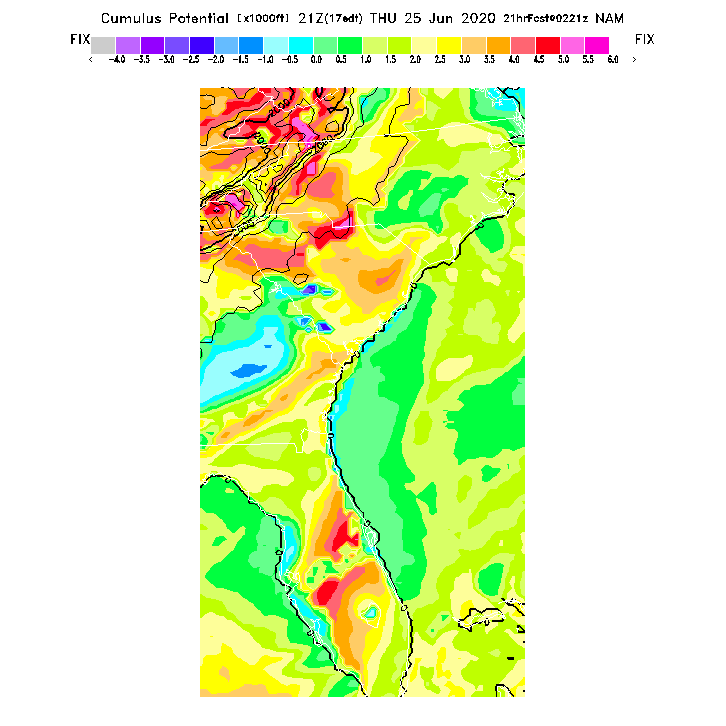 Cumulus Potential [x1000ft] 21Z(17edt) THU 25 Jun 2020 21hrFcst@0221z NAM
FIX FIX
< -4.0 -3.5 -3.0 -2.5 -2.0 -1.5 -1.0 -0.5 0.0 0.5 1.0 1.5 2.0 2.5 3.0 3.5 4.0 4.5 5.0 5.5 6.0 >